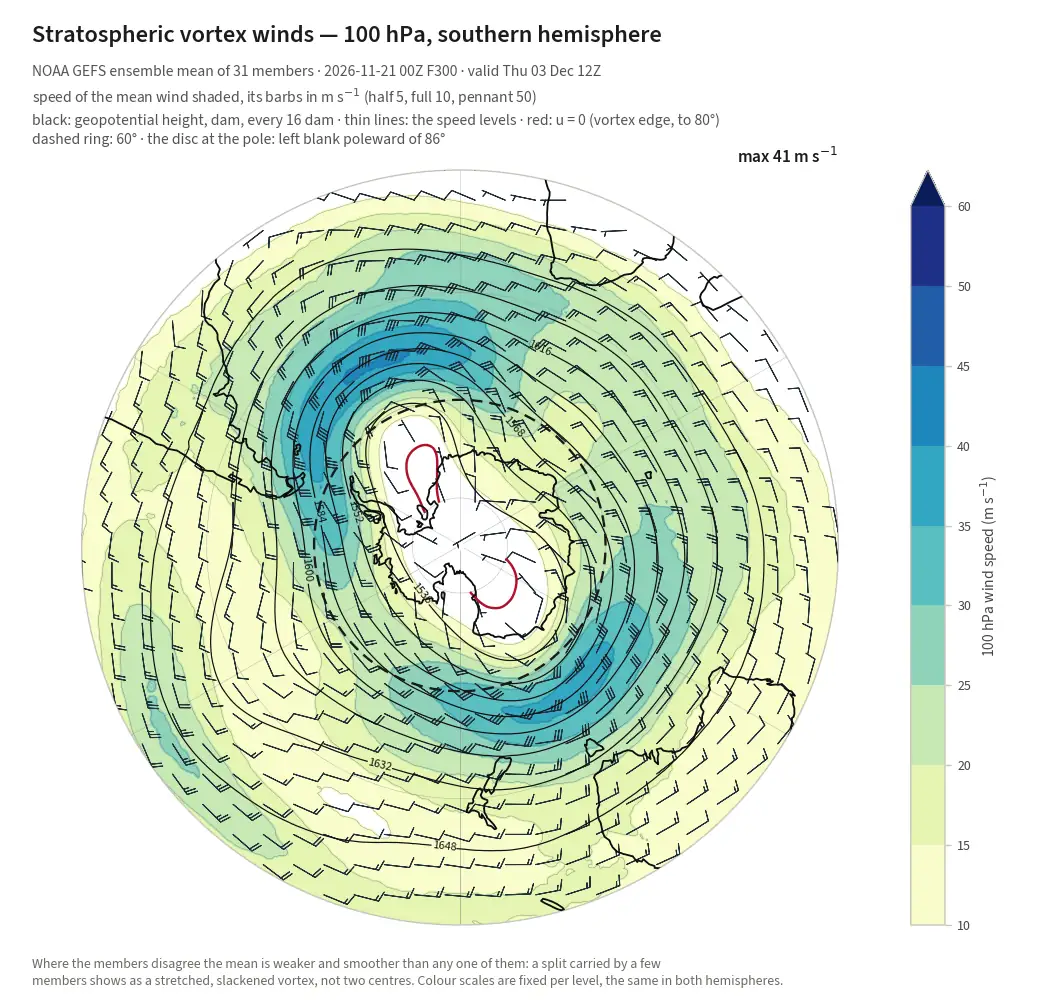 Stratospheric vortex winds — 100 hPa, southern hemisphere
NOAA GEFS ensemble mean of 31 members · 2026-11-21 00Z F300 · valid Thu 03 Dec 12Z
speed of the mean wind shaded, its barbs in m s⁻¹ (half 5, full 10, pennant 50)
black: geopotential height, dam, every 16 dam · thin lines: the speed levels · red: u = 0 (vortex edge, to 80°)
dashed ring: 60° · the disc at the pole: left blank poleward of 86°
max 41 m s⁻¹
60
50
45
40
35
30
25
20
15
10
100 hPa wind speed (m s⁻¹)
1616
1568
1584
1552
1600
1536
1632
1648
Where the members disagree the mean is weaker and smoother than any one of them: a split carried by a few
members shows as a stretched, slackened vortex, not two centres. Colour scales are fixed per level, the same in both hemispheres.